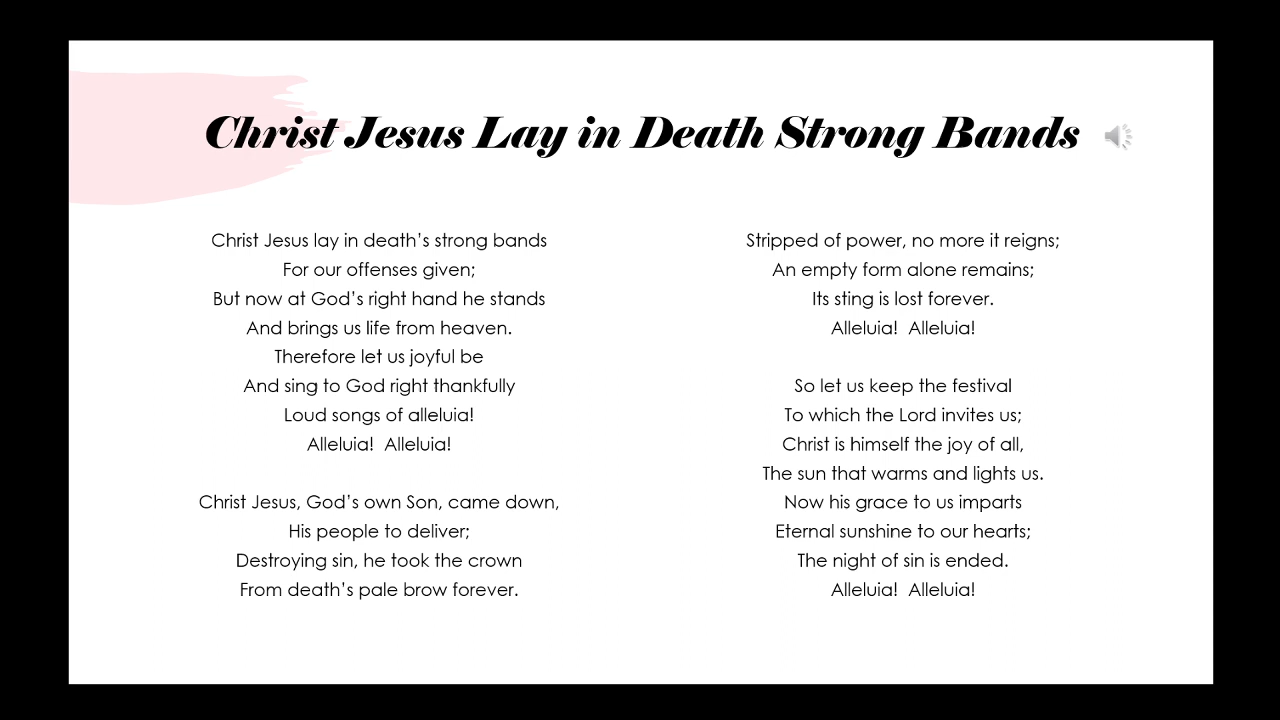 Christ Jesus Lay in Death Strong Bands
Christ Jesus lay in death’s strong bands
For our offenses given;
But now at God’s right hand he stands
And brings us life from heaven.
Therefore let us joyful be
And sing to God right thankfully
Loud songs of alleluia!
Alleluia!  Alleluia!
Christ Jesus, God’s own Son, came down,
His people to deliver;
Destroying sin, he took the crown
From death’s pale brow forever.
Stripped of power, no more it reigns;
An empty form alone remains;
Its sting is lost forever.
Alleluia!  Alleluia!
So let us keep the festival
To which the Lord invites us;
Christ is himself the joy of all,
The sun that warms and lights us.
Now his grace to us imparts
Eternal sunshine to our hearts;
The night of sin is ended.
Alleluia!  Alleluia!